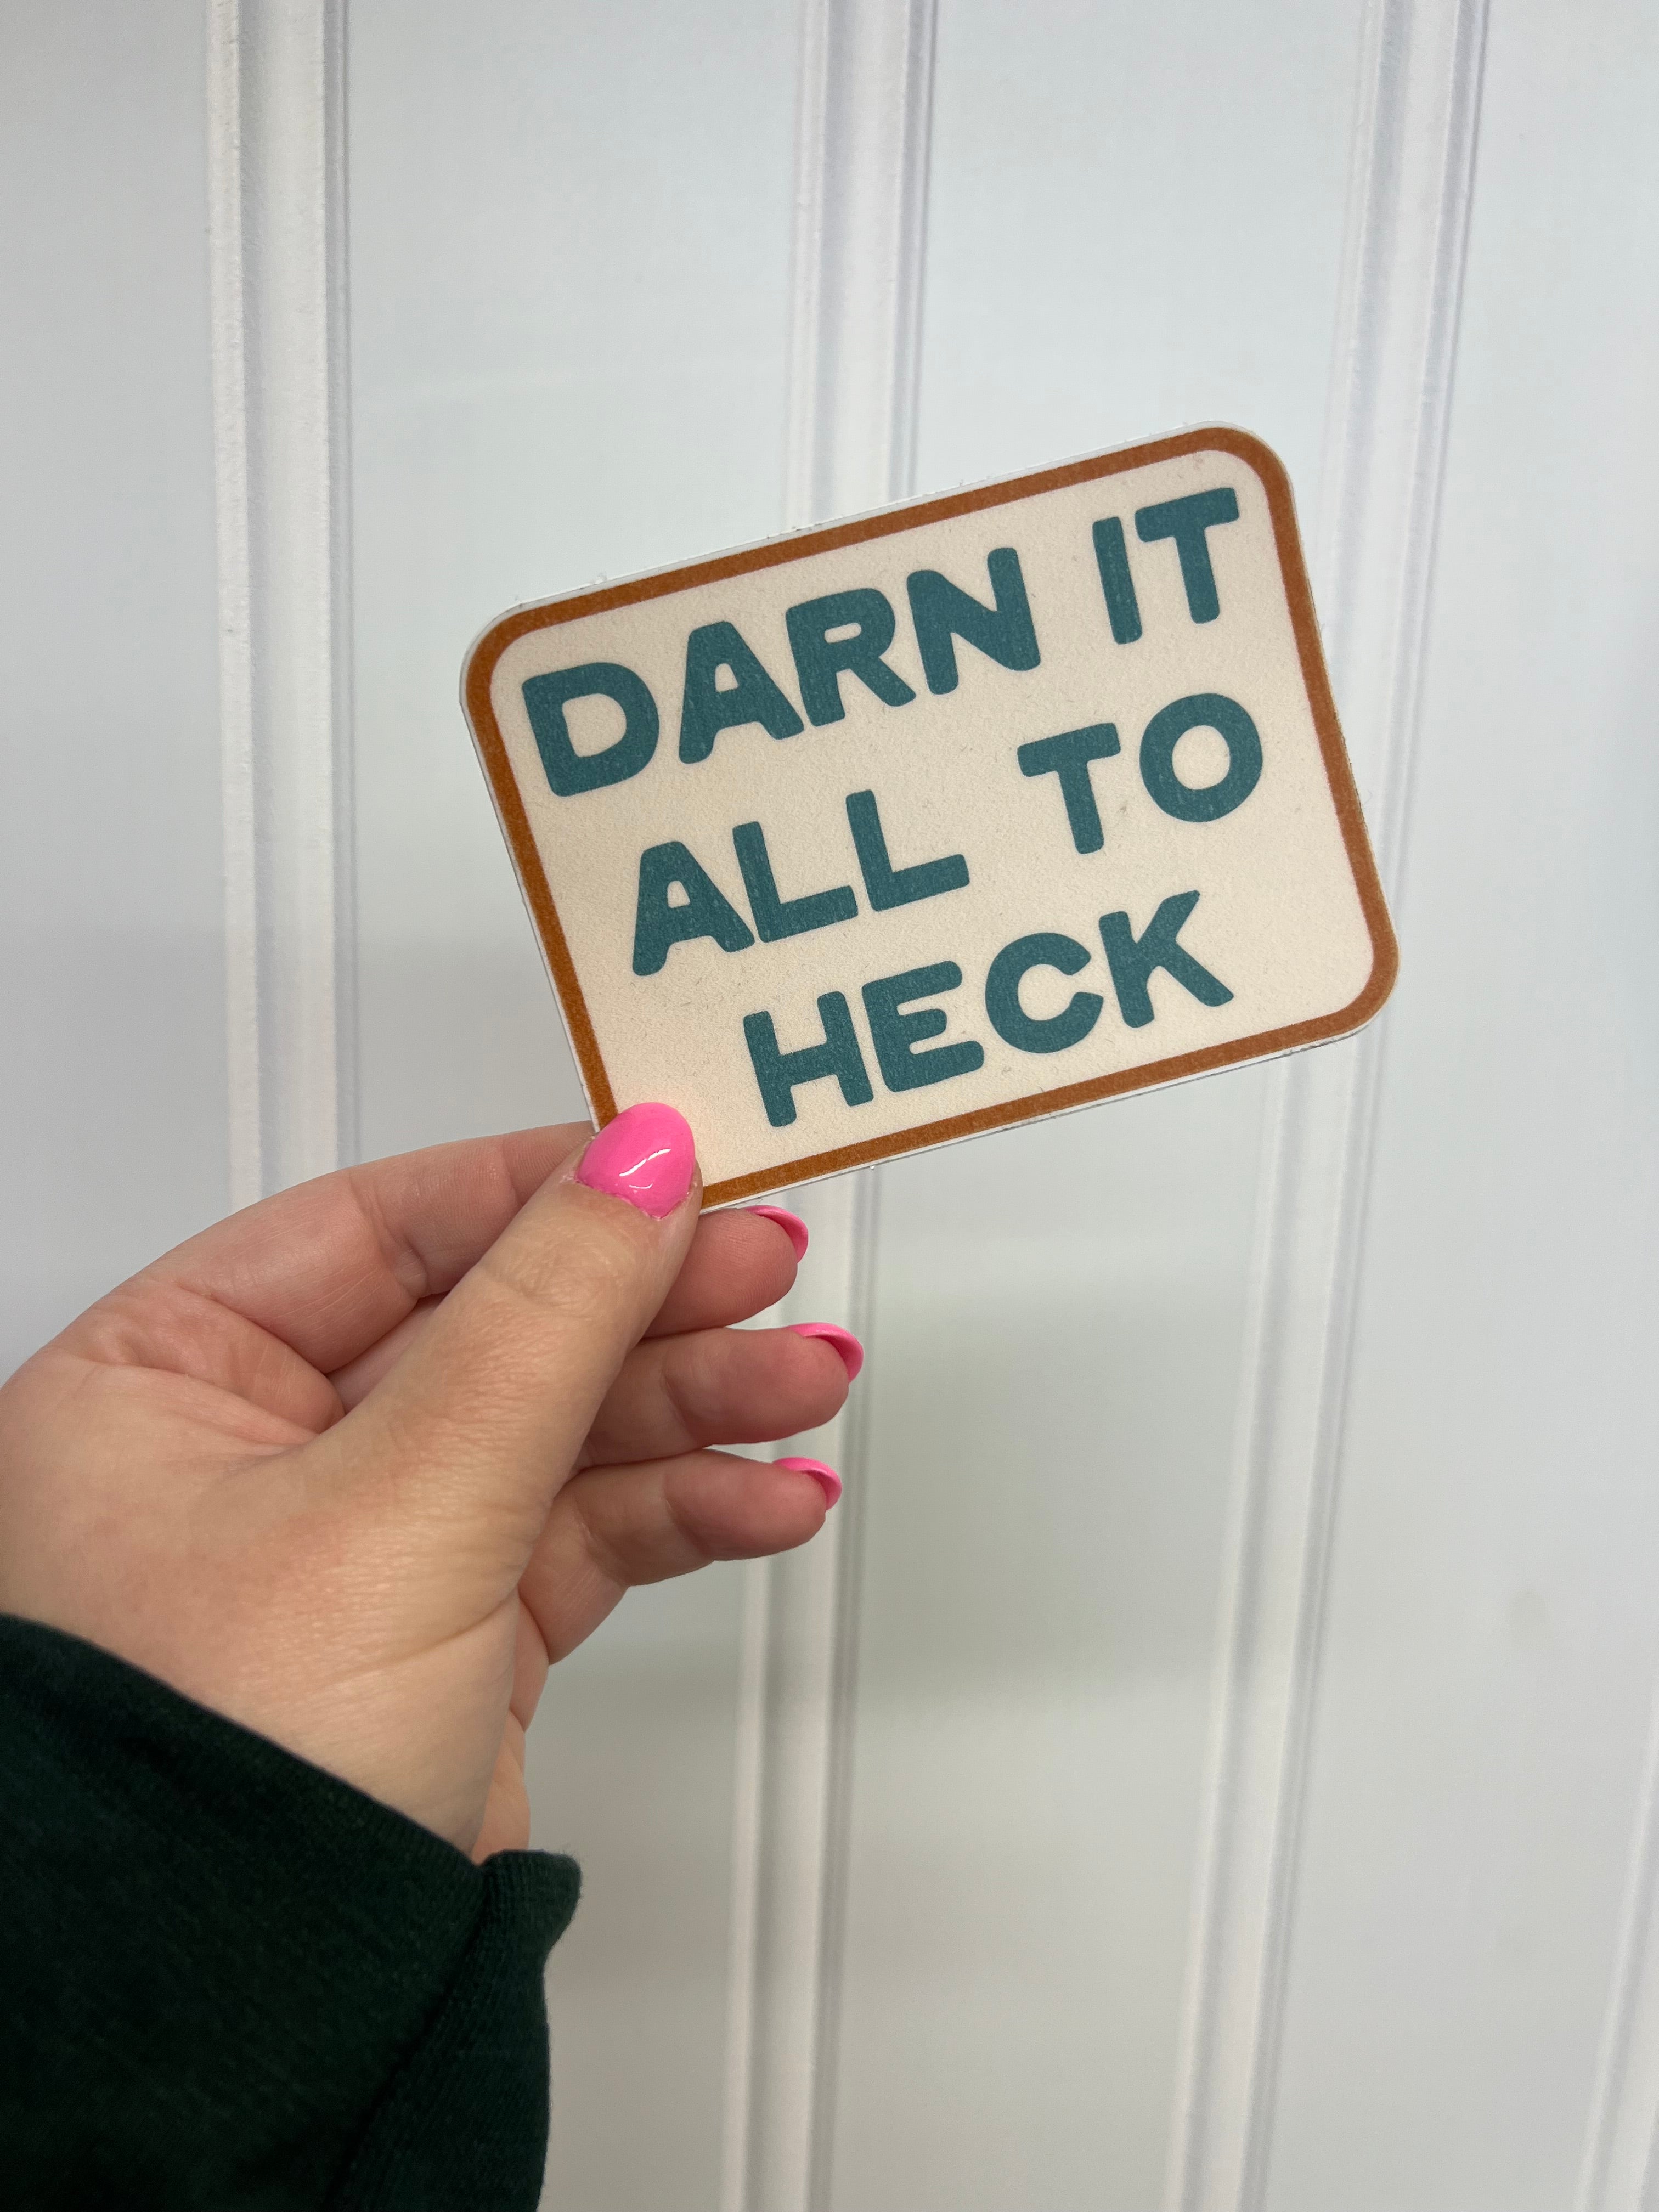 DARN IT
ALL TO
HECK